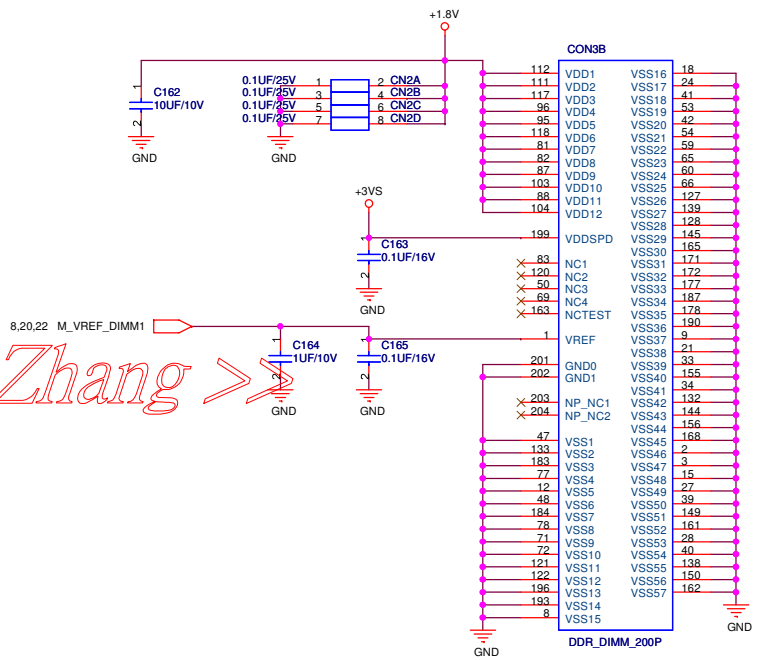 +1.8V
CON3B
C162
10UF/10V
1
2
GND
0.1UF/25V 1 2 CN2A
0.1UF/25V 3 4 CN2B
0.1UF/25V 5 6 CN2C
0.1UF/25V 7 8 CN2D
GND
+3VS
1
C163
0.1UF/16V
2
GND
8,20,22 M_VREF_DIMM1
1
C164
1UF/10V
2
GND
1
C165
0.1UF/16V
2
GND
Zhang >>
112 VDD1
111 VDD2
117 VDD3
96 VDD4
95 VDD5
118 VDD6
81 VDD7
82 VDD8
87 VDD9
103 VDD10
88 VDD11
104 VDD12
199 VDDSPD
83 NC1
120 NC2
50 NC3
69 NC4
163 NCTEST
1 VREF
201 GND0
202 GND1
203 NP_NC1
204 NP_NC2
47 VSS1
133 VSS2
183 VSS3
77 VSS4
12 VSS5
48 VSS6
184 VSS7
78 VSS8
71 VSS9
72 VSS10
121 VSS11
122 VSS12
196 VSS13
193 VSS14
8 VSS15
GND
VSS16 18
VSS17 24
VSS18 41
VSS19 53
VSS20 42
VSS21 54
VSS22 59
VSS23 65
VSS24 60
VSS25 66
VSS26 127
VSS27 139
VSS28 128
VSS29 145
VSS30 165
VSS31 171
VSS32 172
VSS33 177
VSS34 187
VSS35 178
VSS36 190
VSS37 9
VSS38 21
VSS39 33
VSS40 155
VSS41 34
VSS42 132
VSS43 144
VSS44 156
VSS45 168
VSS46 2
VSS47 3
VSS48 15
VSS49 27
VSS50 39
VSS51 149
VSS52 161
VSS53 28
VSS54 40
VSS55 138
VSS56 150
VSS57 162
GND
DDR_DIMM_200P